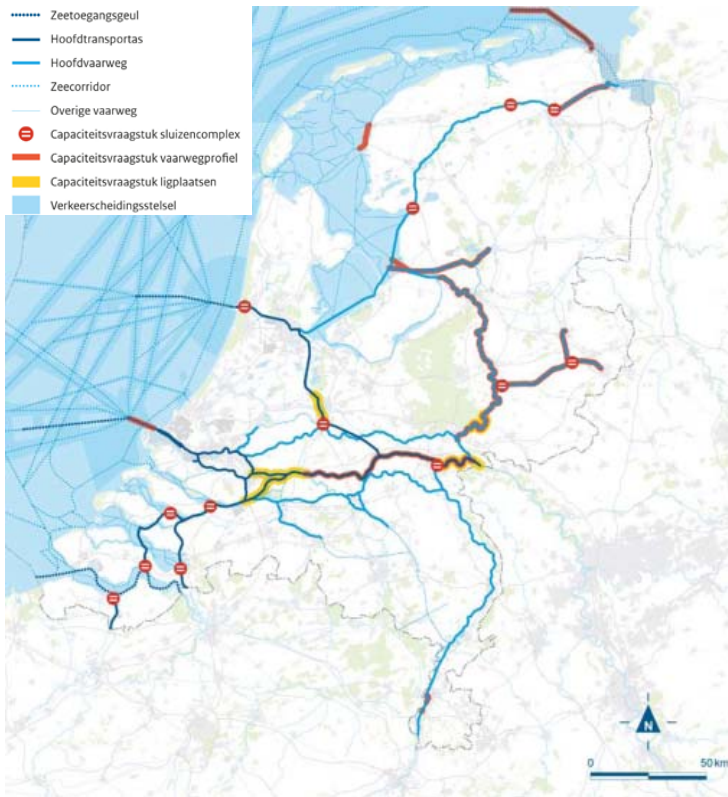 Zeetoegangsgeul
Hoofdtransportas
Hoofdvaarweg
Zeecorridor
Overige vaarweg
Capaciteitsvraagstuk sluizencomplex
Capaciteitsvraagstuk vaarwegprofiel
Capaciteitsvraagstuk ligplaatsen
Verkeerscheidingsstelsel
N
0 50 km